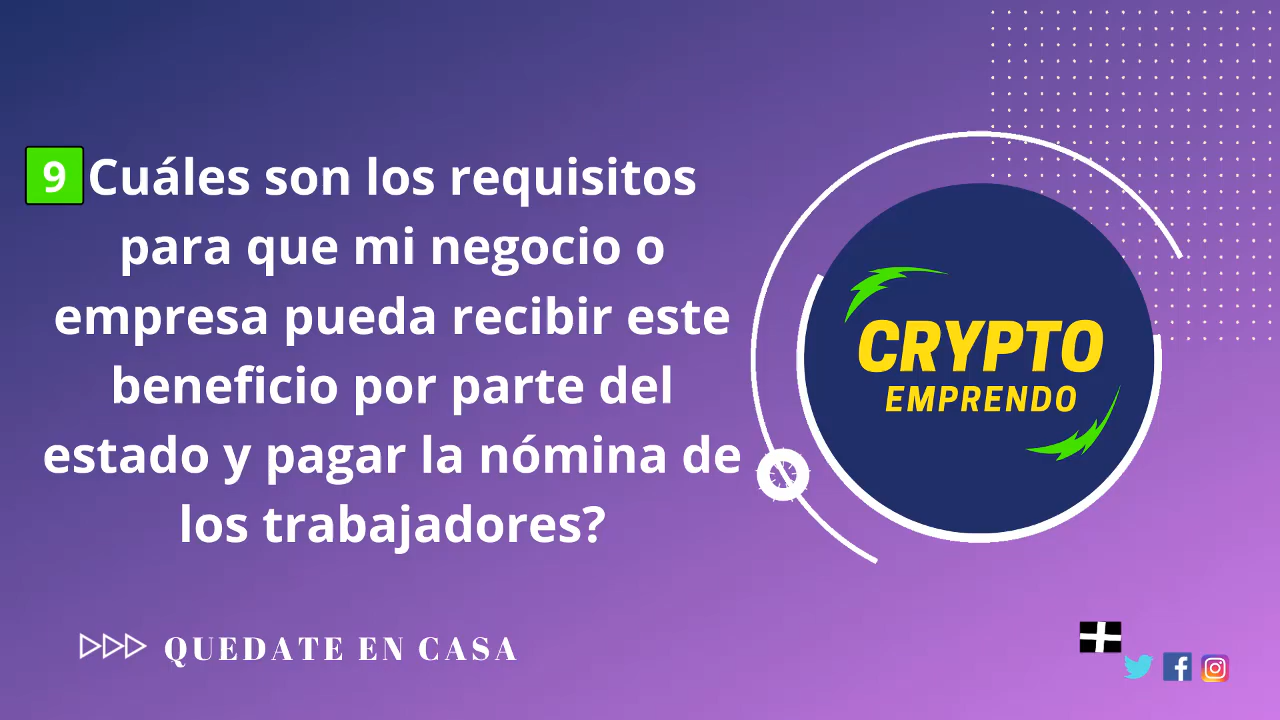 9 Cuáles son los requisitos
para que mi negocio o
empresa pueda recibir este
beneficio por parte del
estado y pagar la nómina de
los trabajadores?
CRYPTO
EMPRENDO
QUEDATE EN CASA